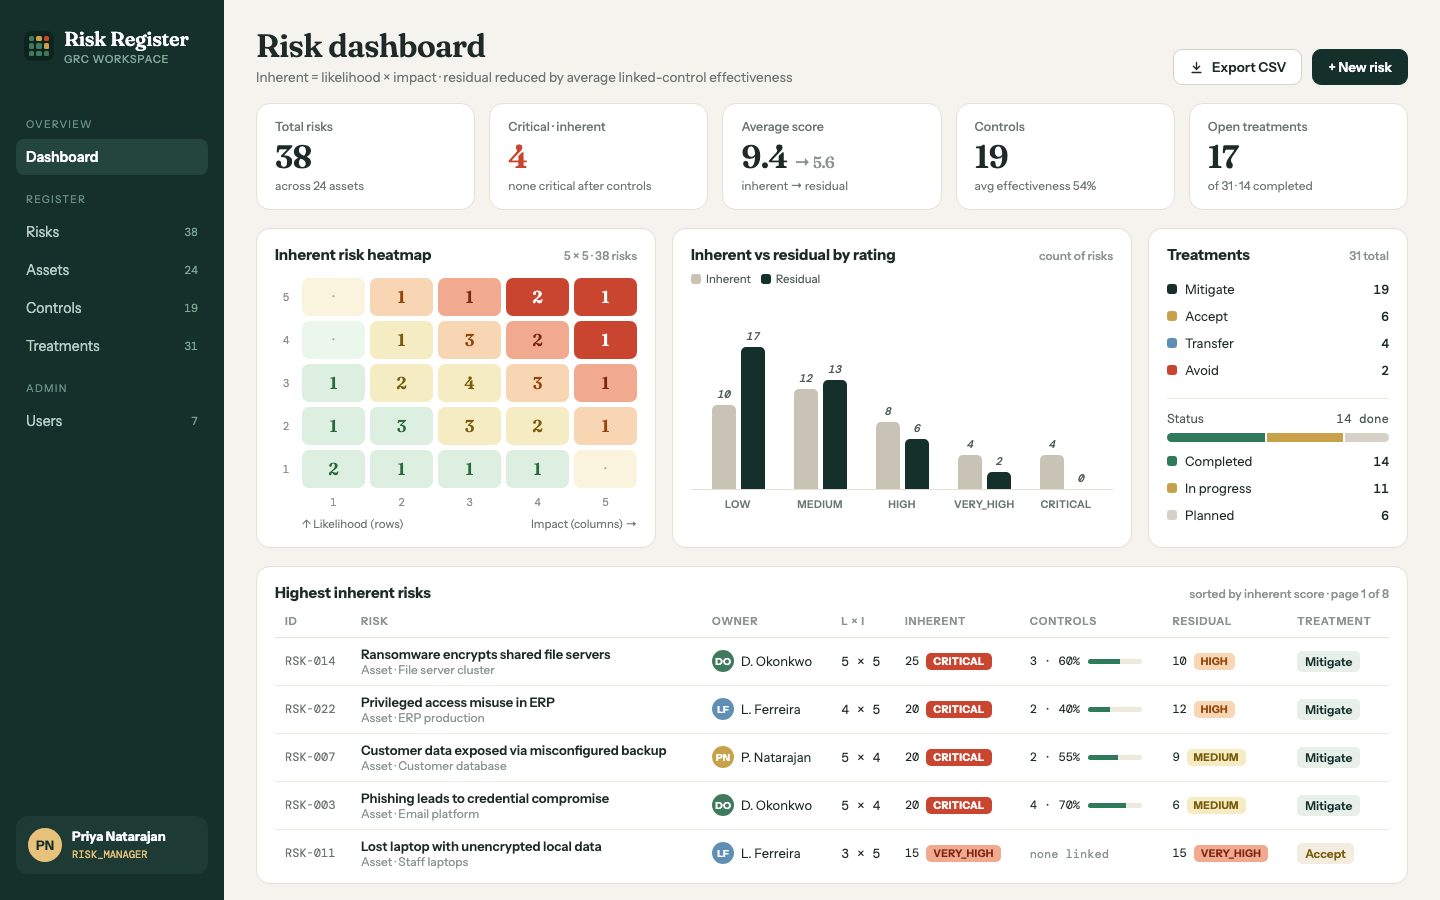 Risk Register
GRC WORKSPACE
OVERVIEW
Dashboard
REGISTER
Risks 38
Assets 24
Controls 19
Treatments 31
ADMIN
Users 7
PN Priya Natarajan
RISK_MANAGER
Risk dashboard
Inherent = likelihood × impact · residual reduced by average linked-control effectiveness
Export CSV
+ New risk
Total risks
38
across 24 assets
Critical · inherent
4
none critical after controls
Average score
9.4 → 5.6
inherent → residual
Controls
19
avg effectiveness 54%
Open treatments
17
of 31 · 14 completed
Inherent risk heatmap 5 × 5 · 38 risks
5 · 1 1 2 1
4 · 1 3 2 1
3 1 2 4 3 1
2 1 3 3 2 1
1 2 1 1 1 ·
1 2 3 4 5
↑ Likelihood (rows) Impact (columns) →
Inherent vs residual by rating count of risks
Inherent Residual
10 17 12 13 8 6 4 2 4 0
LOW MEDIUM HIGH VERY_HIGH CRITICAL
Treatments 31 total
Mitigate 19
Accept 6
Transfer 4
Avoid 2
Status 14 done
Completed 14
In progress 11
Planned 6
Highest inherent risks sorted by inherent score · page 1 of 8
ID RISK OWNER L × I INHERENT CONTROLS RESIDUAL TREATMENT
RSK-014 Ransomware encrypts shared file servers DO D. Okonkwo 5 × 5 25 CRITICAL 3 · 60% 10 HIGH Mitigate
Asset · File server cluster
RSK-022 Privileged access misuse in ERP LF L. Ferreira 4 × 5 20 CRITICAL 2 · 40% 12 HIGH Mitigate
Asset · ERP production
RSK-007 Customer data exposed via misconfigured backup PN P. Natarajan 5 × 4 20 CRITICAL 2 · 55% 9 MEDIUM Mitigate
Asset · Customer database
RSK-003 Phishing leads to credential compromise DO D. Okonkwo 5 × 4 20 CRITICAL 4 · 70% 6 MEDIUM Mitigate
Asset · Email platform
RSK-011 Lost laptop with unencrypted local data LF L. Ferreira 3 × 5 15 VERY_HIGH none linked 15 VERY_HIGH Accept
Asset · Staff laptops